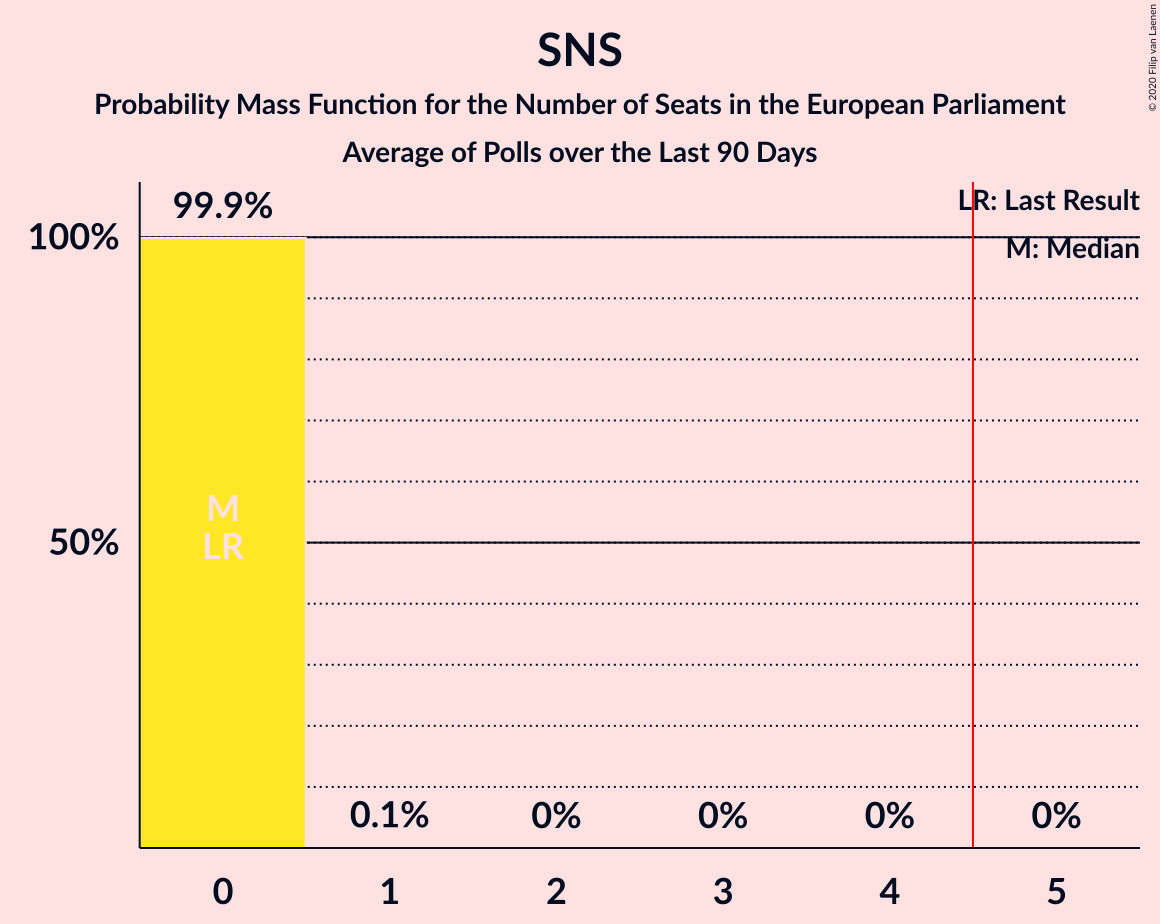 SNS
Probability Mass Function for the Number of Seats in the European Parliament
Average of Polls over the Last 90 Days
© 2020 Filip van Laenen
LR: Last Result
M: Median
99.9%
100%
50%
M
LR
0.1%
0%
0%
0%
0%
0
1
2
3
4
5